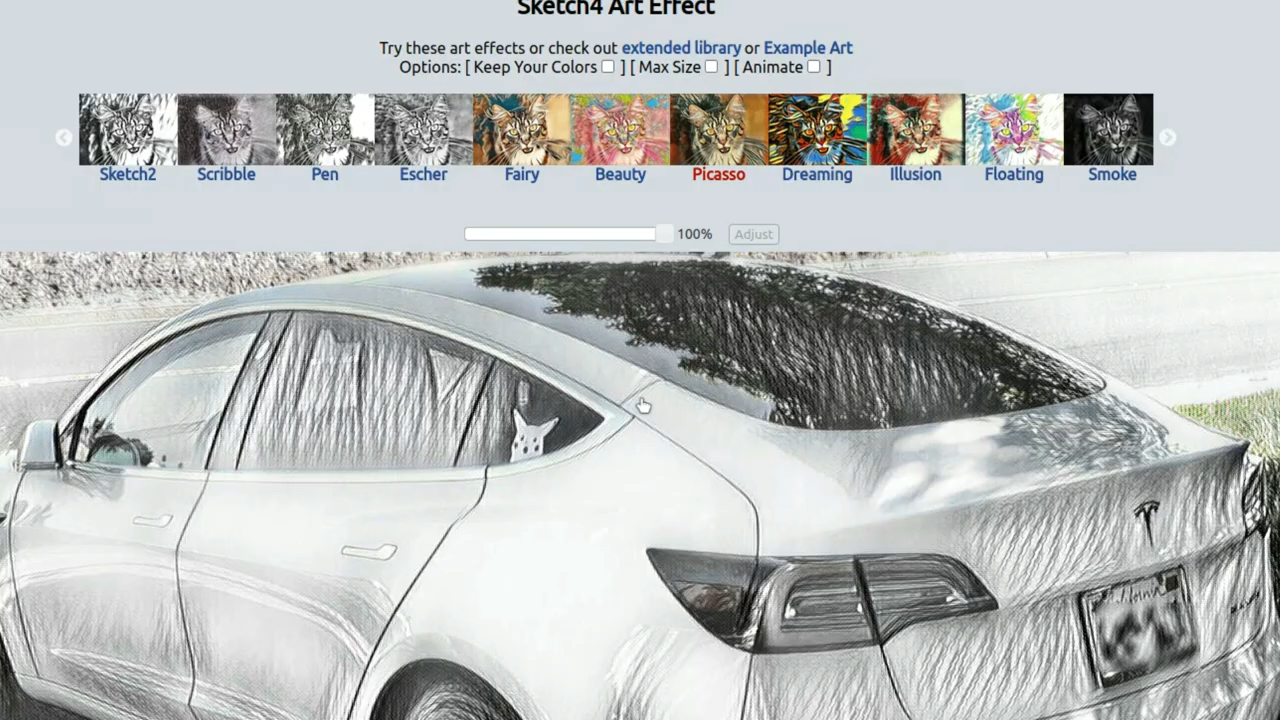 Sketch4 Art Effect
Try these art effects or check out extended library or Example Art
Options: [ Keep Your Colors ] [ Max Size ] [ Animate ]
Sketch2 Scribble Pen Escher Fairy Beauty Picasso Dreaming Illusion Floating Smoke
100% Adjust